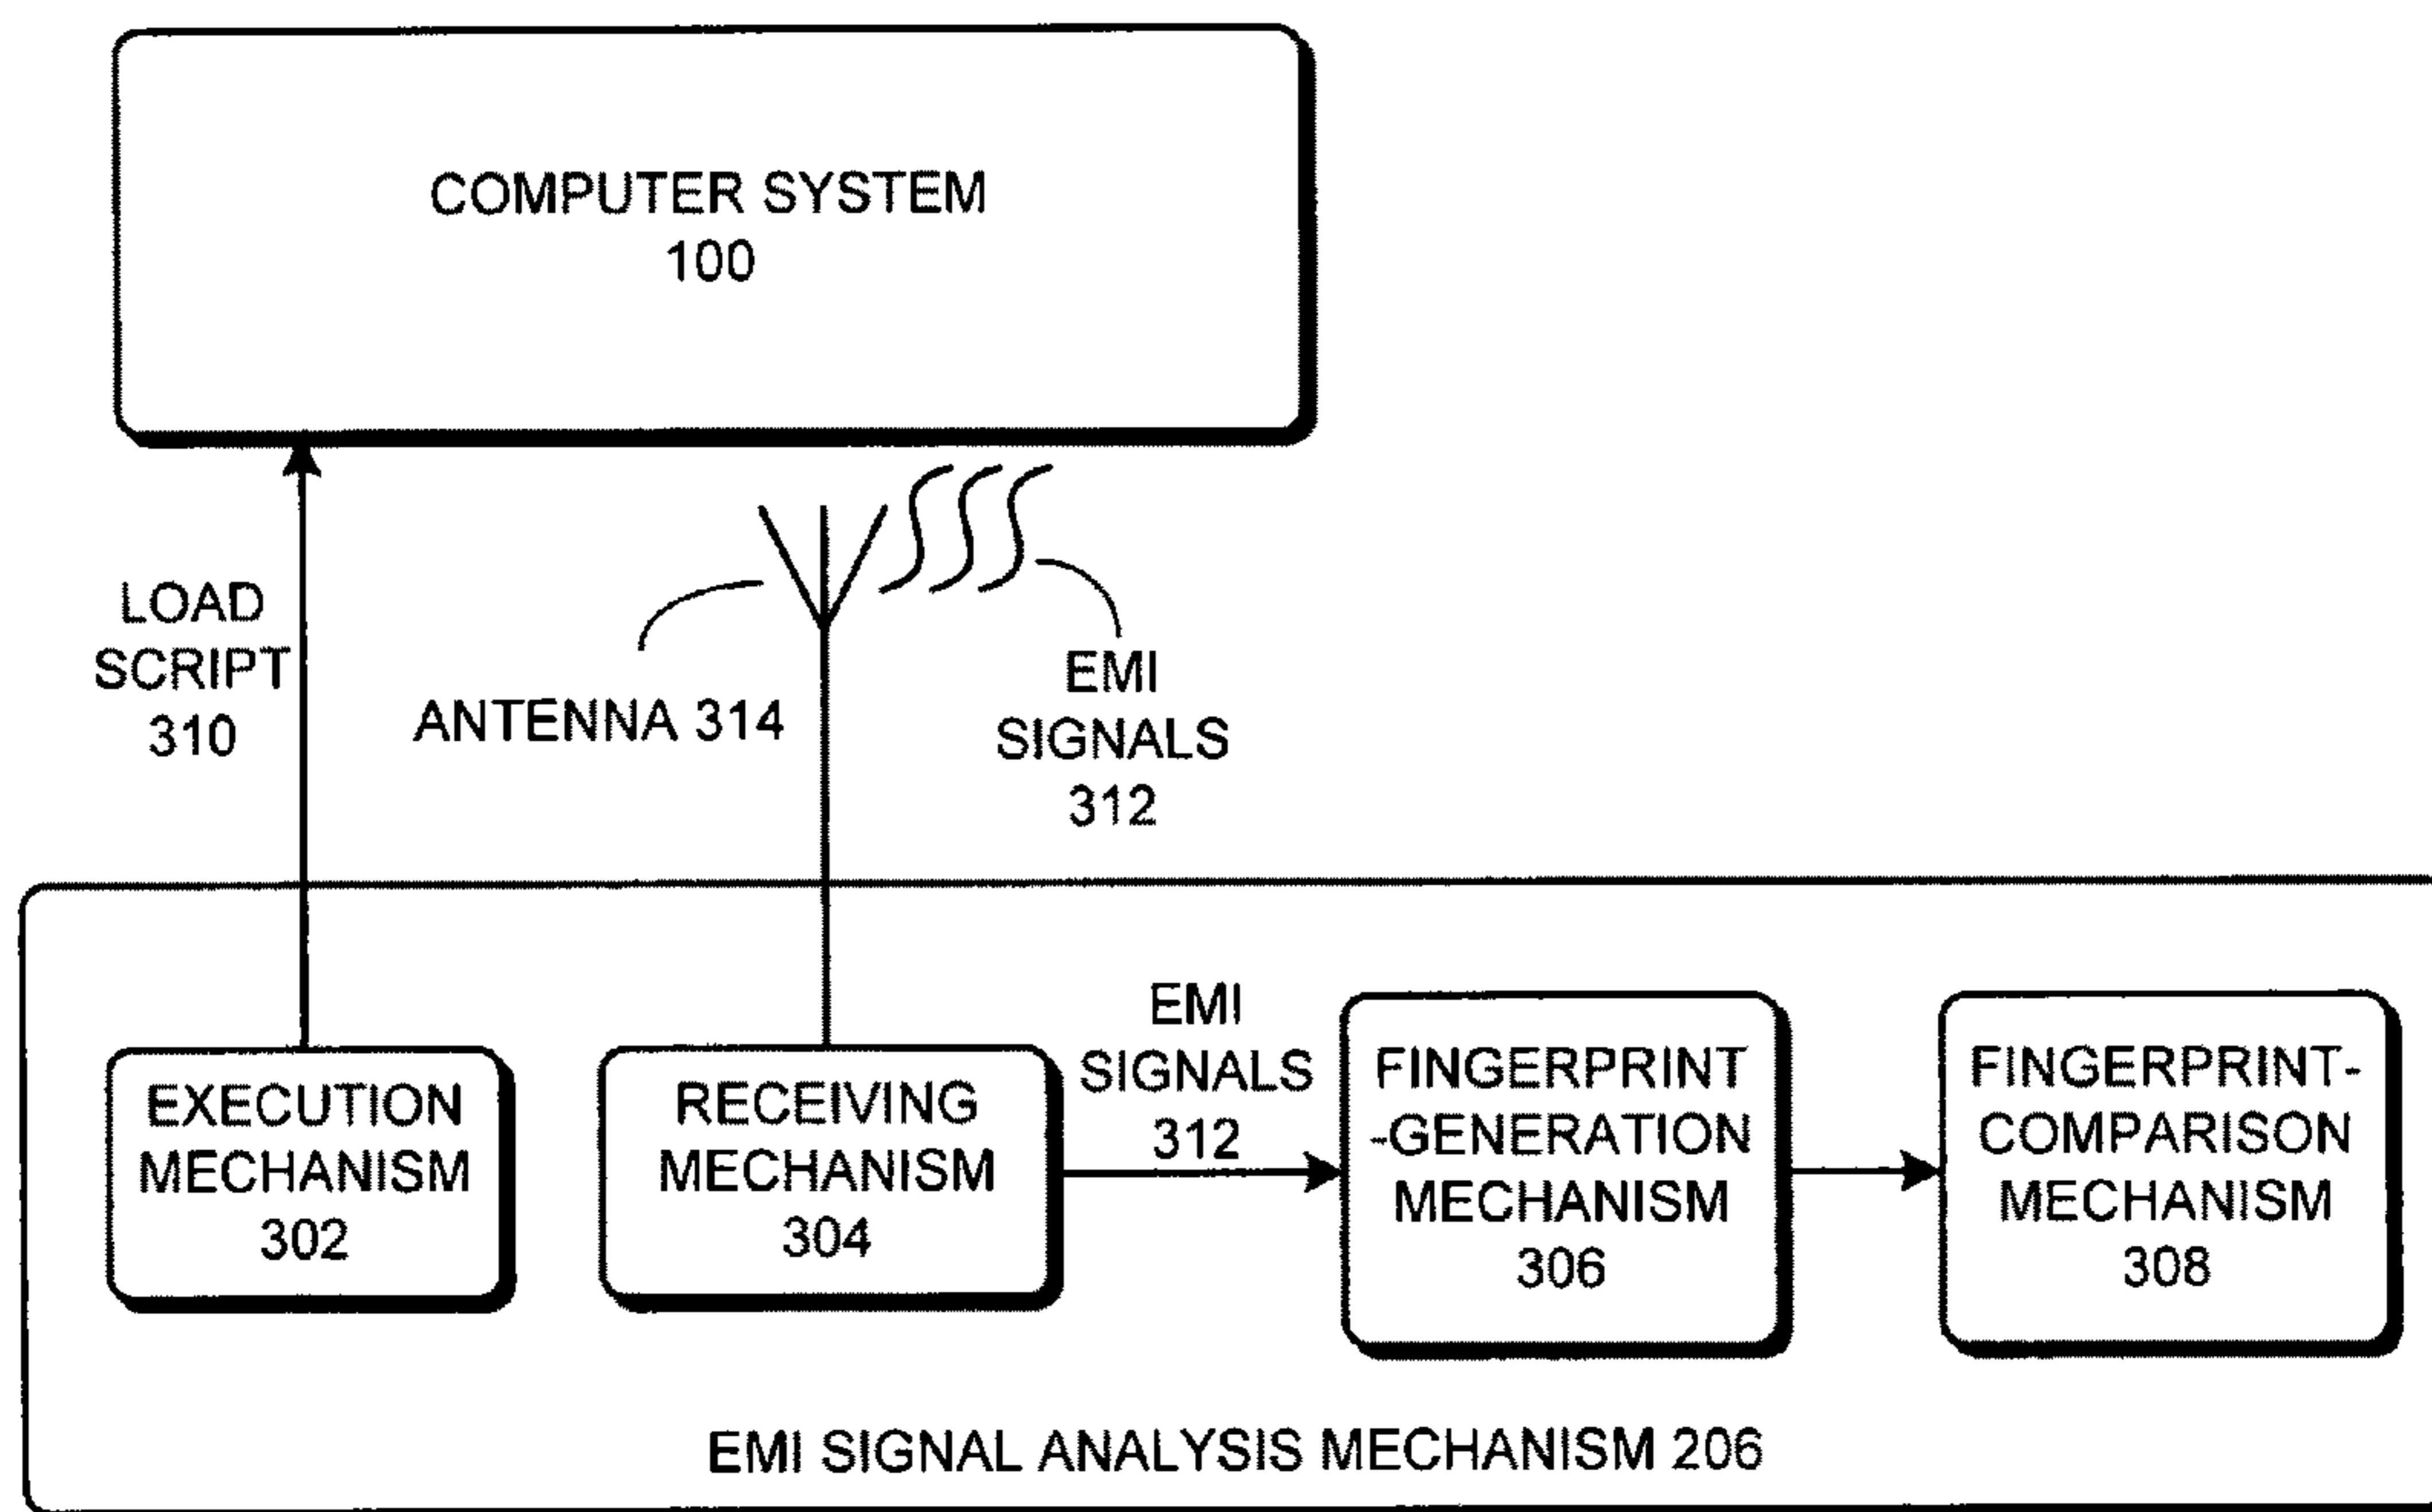 COMPUTER SYSTEM
100
LOAD
SCRIPT
310
ANTENNA 314
EMI
SIGNALS
312
EXECUTION
MECHANISM
302
RECEIVING
MECHANISM
304
EMI
SIGNALS
312
FINGERPRINT
-GENERATION
MECHANISM
306
FINGERPRINT-
COMPARISON
MECHANISM
308
EMI SIGNAL ANALYSIS MECHANISM 206